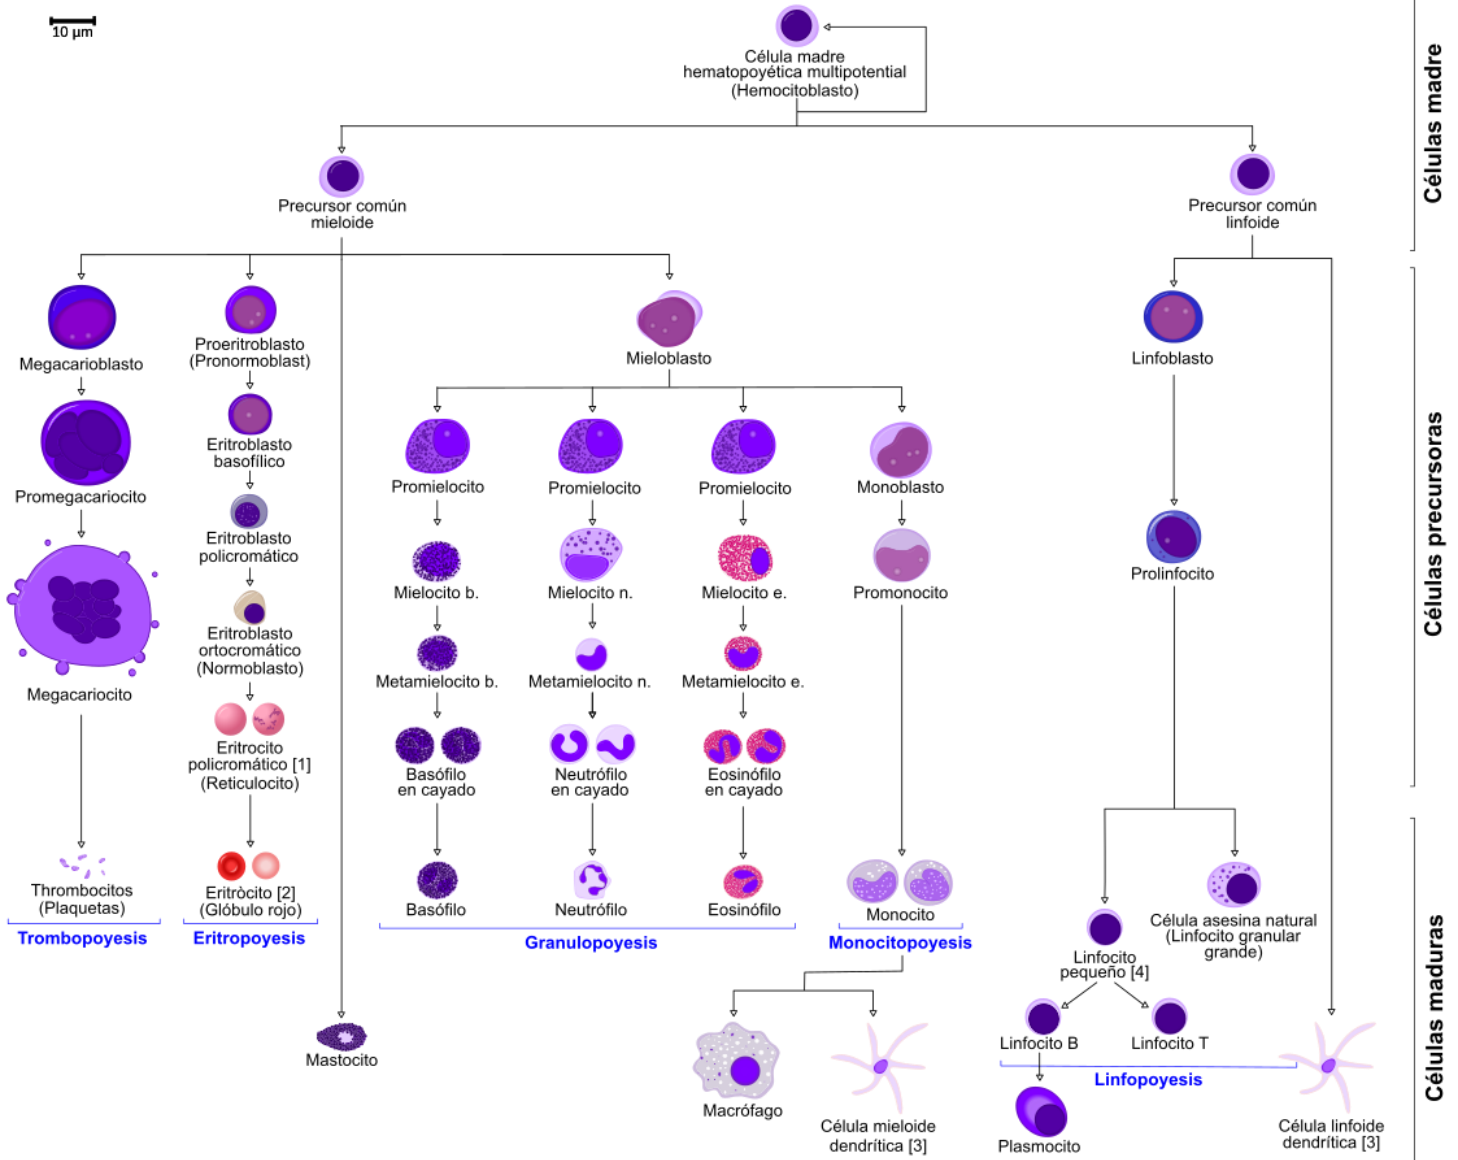 10 µm
Célula madre
hematopoyética multipotential
(Hemocitoblasto)
Células madre
Precursor común
mieloide
Precursor común
linfoide
Megacarioblasto
Promegacariocito
Megacariocito
Thrombocitos
(Plaquetas)
Trombopoyesis
Proeritroblasto
(Pronormoblast)
Eritroblasto
basofílico
Eritroblasto
policromático
Eritroblasto
ortocromático
(Normoblasto)
Eritrocito
policromático [1]
(Reticulocito)
Eritròcito [2]
(Glóbulo rojo)
Eritropoyesis
Mastocito
Mieloblasto
Promielocito
Mielocito b.
Metamielocito b.
Basófilo
en cayado
Basófilo
Promielocito
Mielocito n.
Metamielocito n.
Neutrófilo
en cayado
Neutrófilo
Promielocito
Mielocito e.
Metamielocito e.
Eosinófilo
en cayado
Eosinófilo
Granulopoyesis
Monoblasto
Promonocito
Monocito
Monocitopoyesis
Macrófago
Célula mieloide
dendrítica [3]
Linfoblasto
Prolinfocito
Células precursoras
Linfocito
pequeño [4]
Célula asesina natural
(Linfocito granular
grande)
Linfocito B
Linfocito T
Linfopoyesis
Plasmocito
Célula linfoide
dendrítica [3]
Células maduras